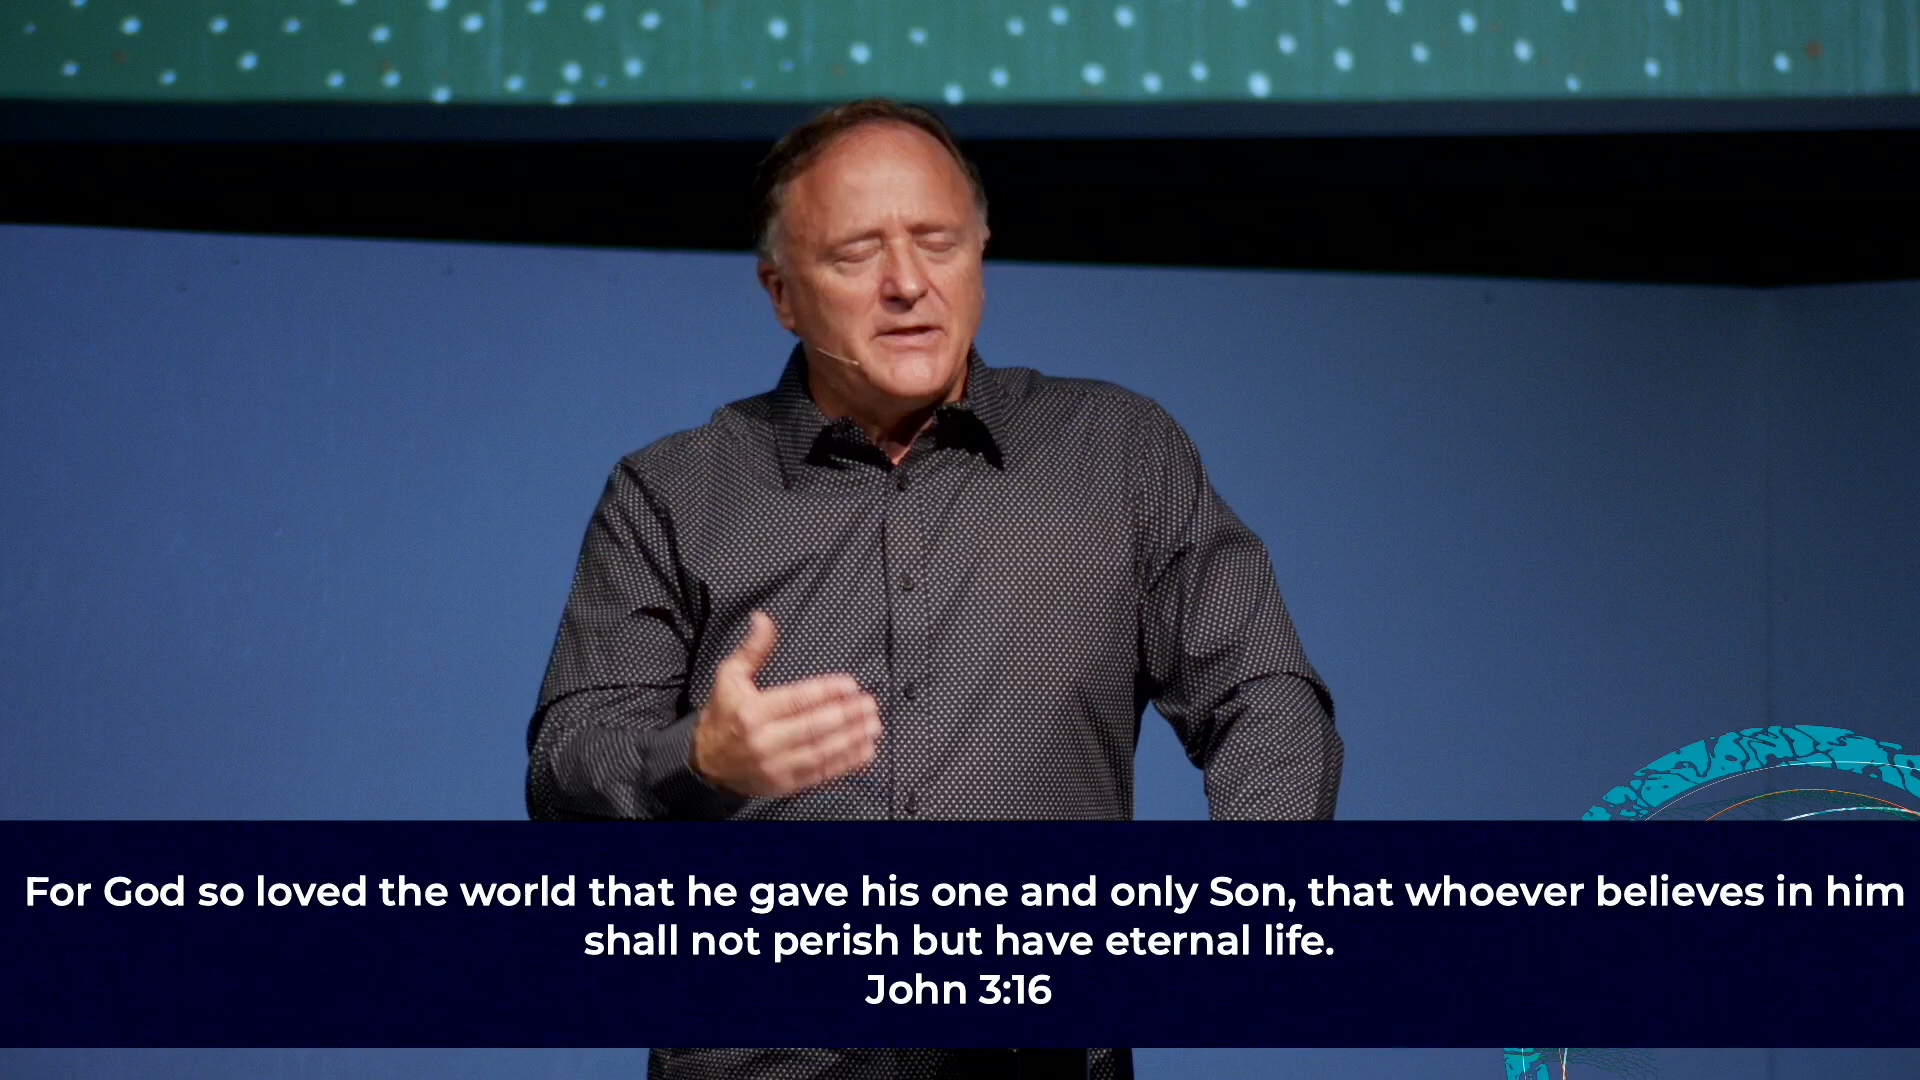 For God so loved the world that he gave his one and only Son, that whoever believes in him
shall not perish but have eternal life.
John 3:16